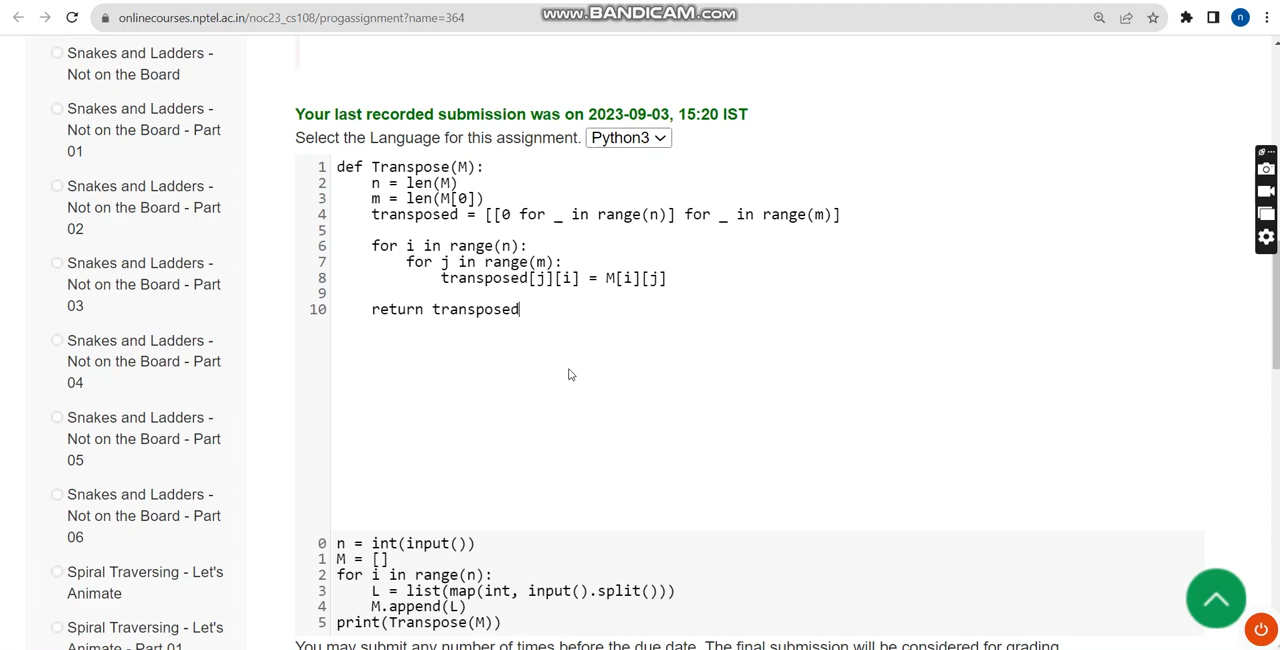 www.BANDICAM.com
onlinecourses.nptel.ac.in/noc23_cs108/progassignment?name=364
n
Snakes and Ladders -
Not on the Board
Snakes and Ladders -
Not on the Board - Part
01
Snakes and Ladders -
Not on the Board - Part
02
Snakes and Ladders -
Not on the Board - Part
03
Snakes and Ladders -
Not on the Board - Part
04
Snakes and Ladders -
Not on the Board - Part
05
Snakes and Ladders -
Not on the Board - Part
06
Spiral Traversing - Let's
Animate
Spiral Traversing - Let's
Animate - Part 01
Your last recorded submission was on 2023-09-03, 15:20 IST
Select the Language for this assignment. Python3
1 def Transpose(M):
2     n = len(M)
3     m = len(M[0])
4     transposed = [[0 for _ in range(n)] for _ in range(m)]
5
6     for i in range(n):
7         for j in range(m):
8             transposed[j][i] = M[i][j]
9
10     return transposed
0 n = int(input())
1 M = []
2 for i in range(n):
3     L = list(map(int, input().split()))
4     M.append(L)
5 print(Transpose(M))
You may submit any number of times before the due date. The final submission will be considered for grading.